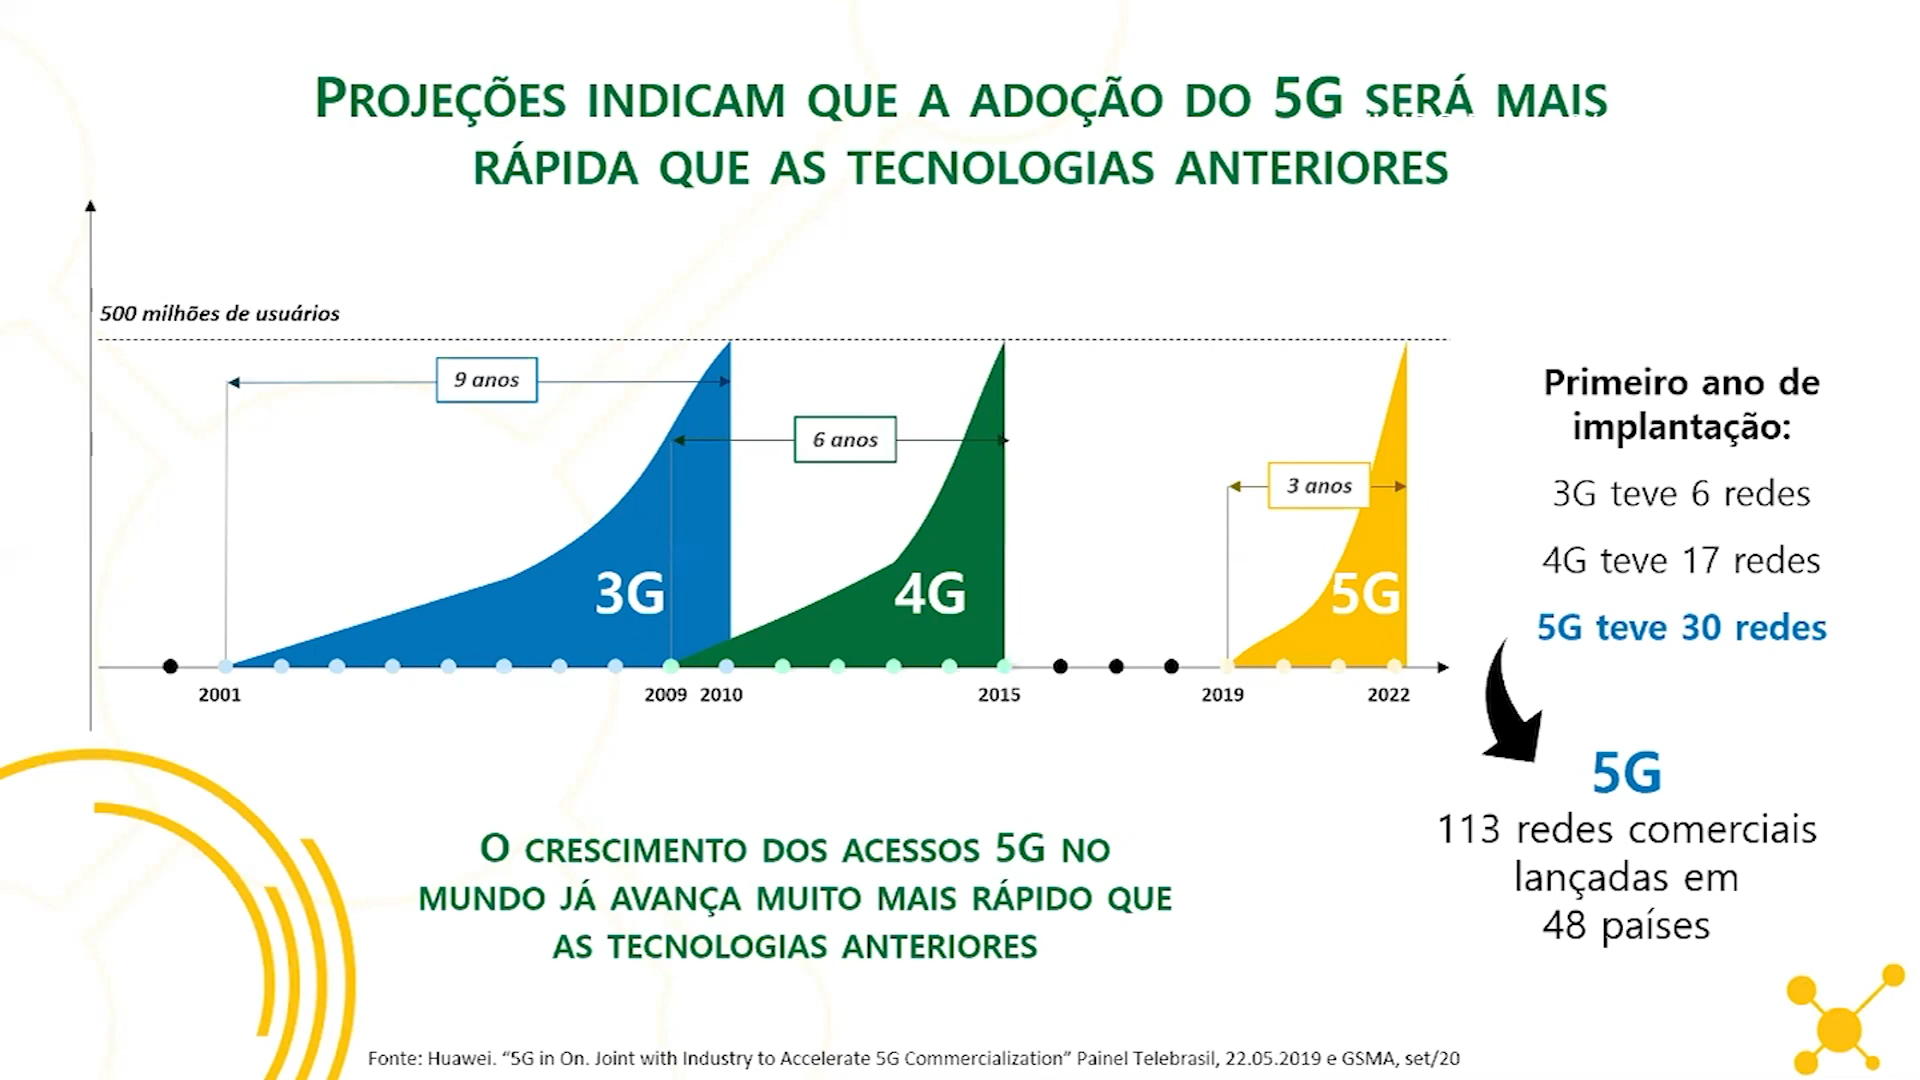 PROJEÇÕES INDICAM QUE A ADOÇÃO DO 5G SERÁ MAIS
RÁPIDA QUE AS TECNOLOGIAS ANTERIORES
500 milhões de usuários
9 anos
6 anos
3 anos
3G
4G
5G
2001
2009
2010
2015
2019
2022
Primeiro ano de
implantação:
3G teve 6 redes
4G teve 17 redes
5G teve 30 redes
5G
113 redes comerciais
lançadas em
48 países
O CRESCIMENTO DOS ACESSOS 5G NO
MUNDO JÁ AVANÇA MUITO MAIS RÁPIDO QUE
AS TECNOLOGIAS ANTERIORES
Fonte: Huawei. “5G in On. Joint with Industry to Accelerate 5G Commercialization” Painel Telebrasil, 22.05.2019 e GSMA, set/20